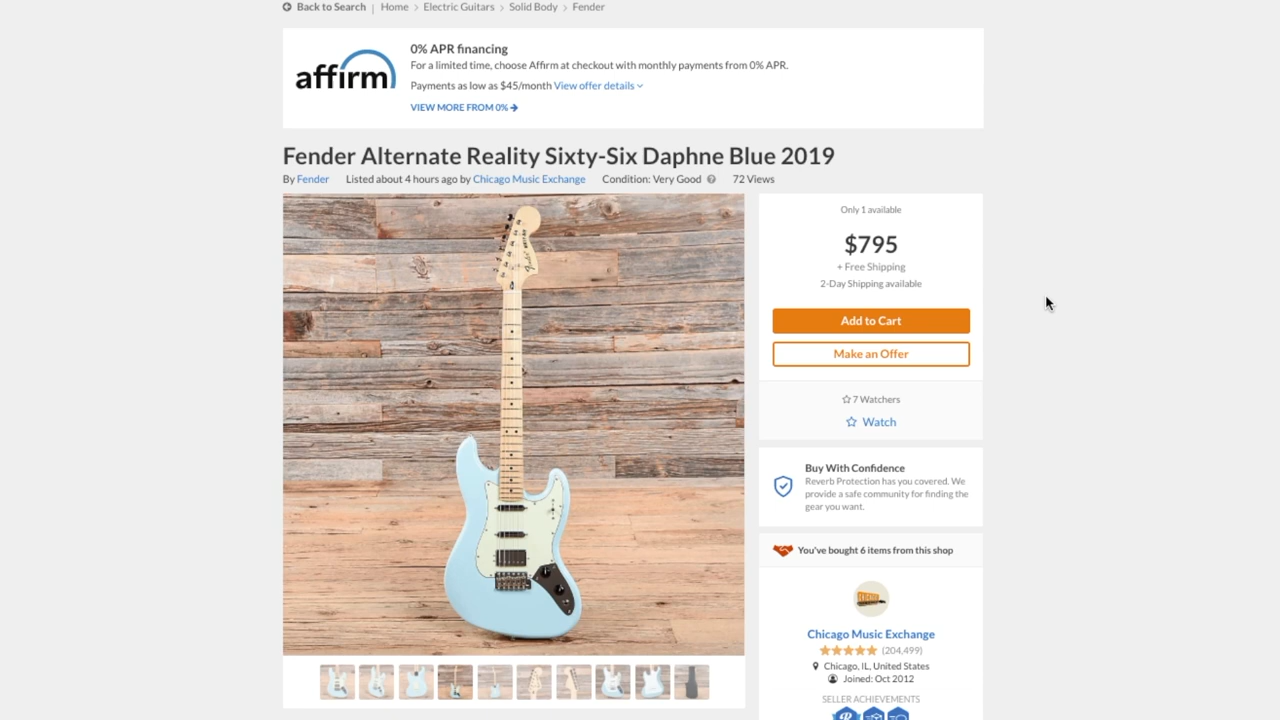 Back to Search | Home > Electric Guitars > Solid Body > Fender
affirm
0% APR financing
For a limited time, choose Affirm at checkout with monthly payments from 0% APR.
Payments as low as $45/month View offer details
VIEW MORE FROM 0% →
Fender Alternate Reality Sixty-Six Daphne Blue 2019
By Fender Listed about 4 hours ago by Chicago Music Exchange Condition: Very Good 72 Views
Fender
Only 1 available
$795
+ Free Shipping
2-Day Shipping available
Add to Cart
Make an Offer
7 Watchers
Watch
Buy With Confidence
Reverb Protection has you covered. We
provide a safe community for finding the
gear you want.
You've bought 6 items from this shop
Chicago Music Exchange
(204,499)
Chicago, IL, United States
Joined: Oct 2012
SELLER ACHIEVEMENTS